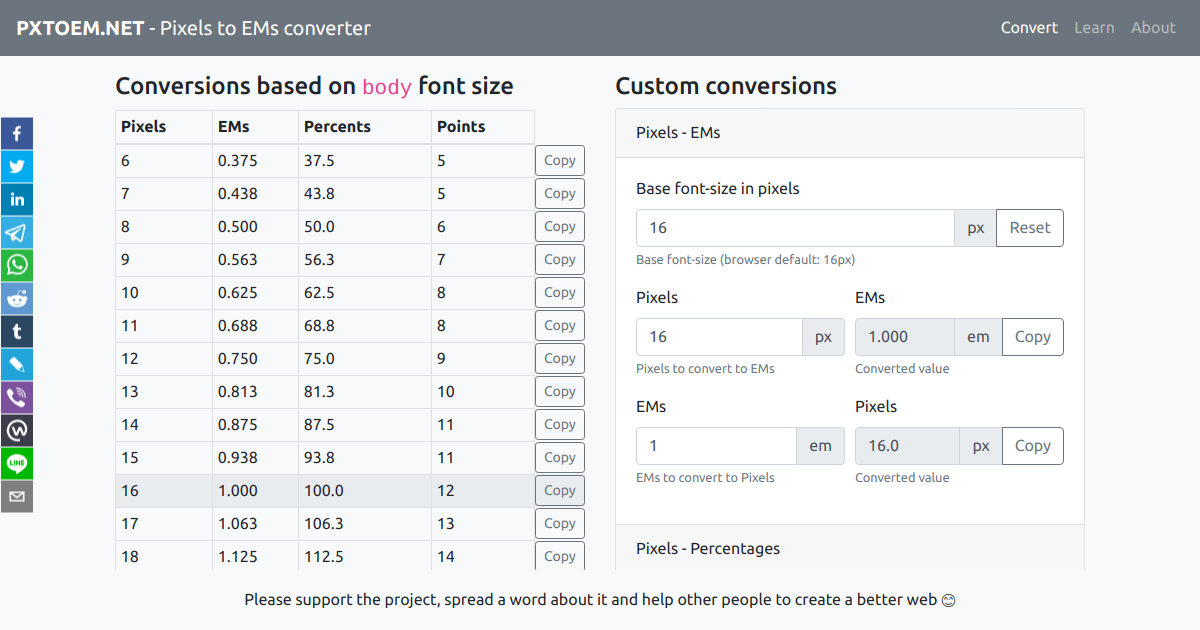 PXTOEM.NET - Pixels to EMs converter
Convert Learn About
Conversions based on body font size
Pixels EMs Percents Points
6 0.375 37.5 5 Copy
7 0.438 43.8 5 Copy
8 0.500 50.0 6 Copy
9 0.563 56.3 7 Copy
10 0.625 62.5 8 Copy
11 0.688 68.8 8 Copy
12 0.750 75.0 9 Copy
13 0.813 81.3 10 Copy
14 0.875 87.5 11 Copy
15 0.938 93.8 11 Copy
16 1.000 100.0 12 Copy
17 1.063 106.3 13 Copy
18 1.125 112.5 14 Copy
Custom conversions
Pixels - EMs
Base font-size in pixels
16 px Reset
Base font-size (browser default: 16px)
Pixels EMs
16 px 1.000 em Copy
Pixels to convert to EMs Converted value
EMs Pixels
1 em 16.0 px Copy
EMs to convert to Pixels Converted value
Pixels - Percentages
LINE
Please support the project, spread a word about it and help other people to create a better web 😊